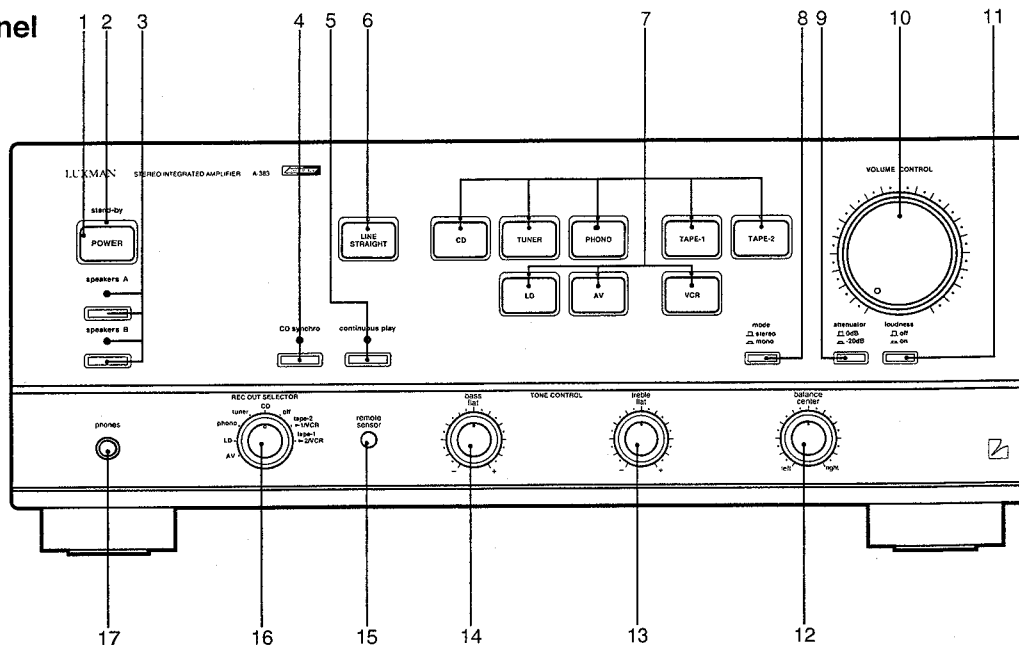 nel
1 2 3 4 5 6 7 8 9 10 11
LUXMAN STEREO INTEGRATED AMPLIFIER A-383
VOLUME CONTROL
stand-by
POWER
LINE STRAIGHT
CD TUNER PHONO TAPE-1 TAPE-2
speakers A
LD AV VCR
speakers B
CD synchro continuous play
mode
stereo
mono
attenuator
0dB
-20dB
loudness
off
on
REC OUT SELECTOR
TONE CONTROL
phones
AV
LD
phono
tuner
CD
off
tape-2
1/VCR
tape-1
2/VCR
remote
sensor
bass
flat
- +
treble
flat
- +
balance
center
left right
17 16 15 14 13 12